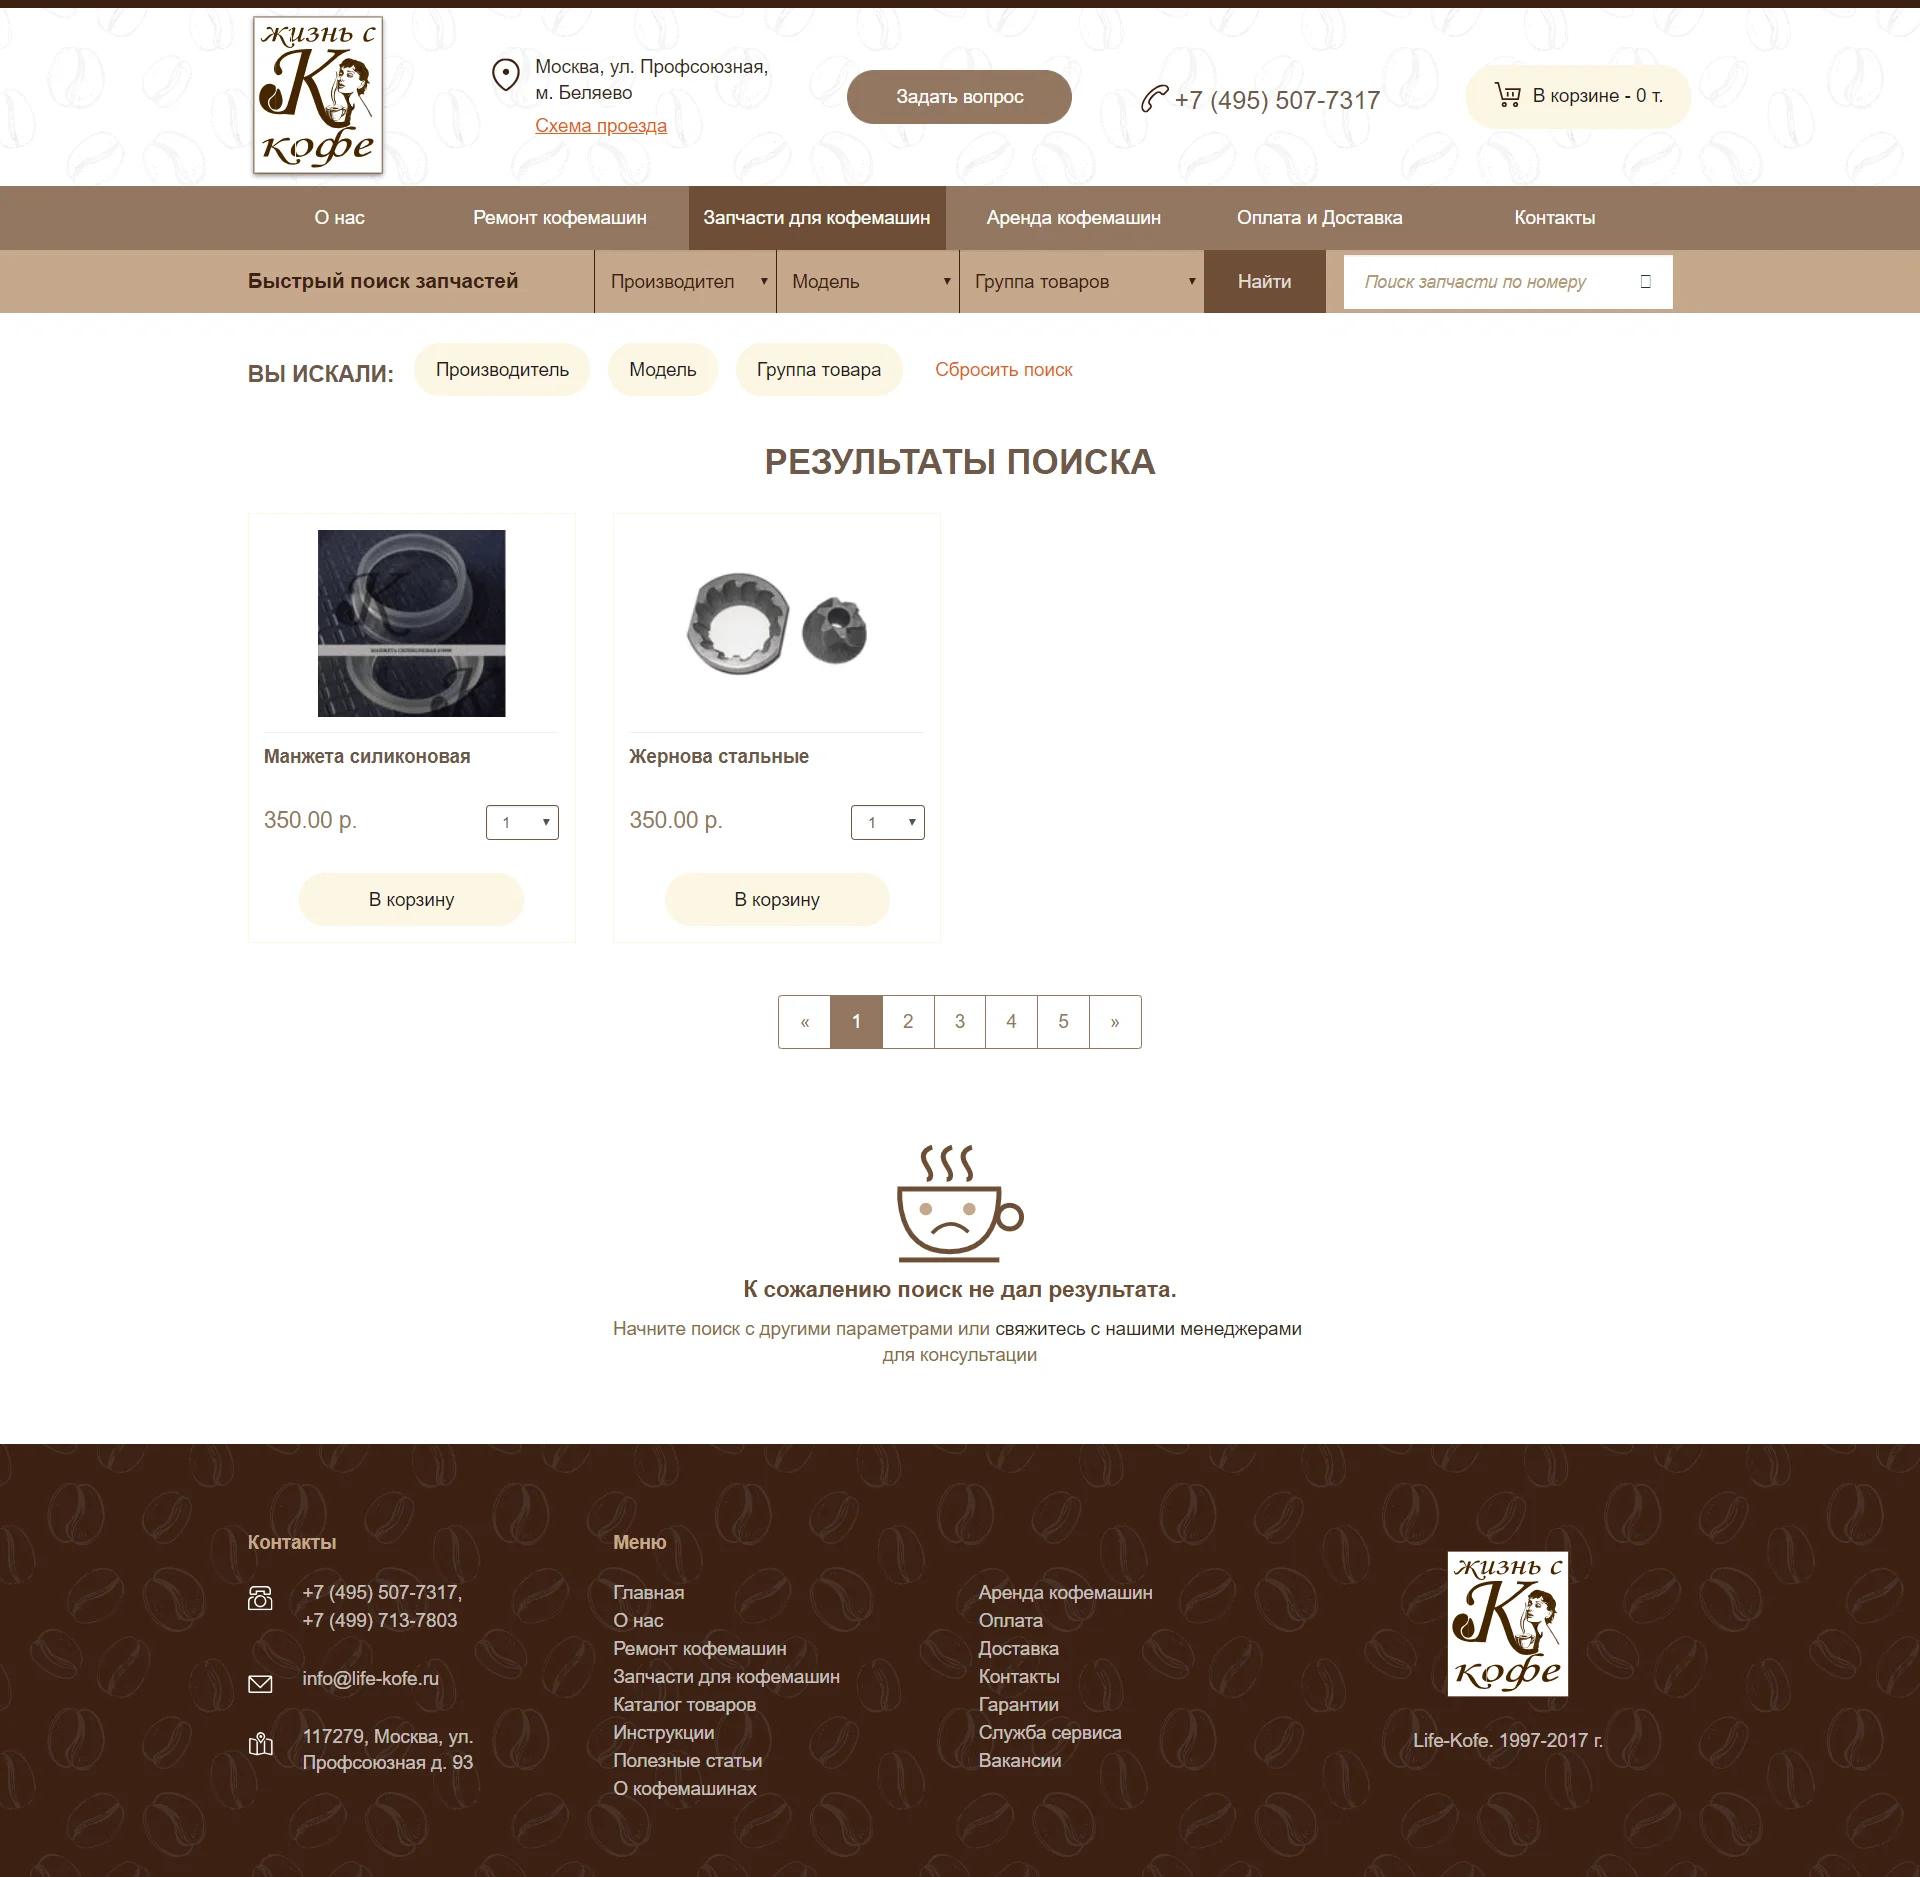 жизнь с
К
кофе
Москва, ул. Профсоюзная,
м. Беляево
Схема проезда
Задать вопрос
+7 (495) 507-7317
В корзине - 0 т.
О нас
Ремонт кофемашин
Запчасти для кофемашин
Аренда кофемашин
Оплата и Доставка
Контакты
Быстрый поиск запчастей
Производител
Модель
Группа товаров
Найти
Поиск запчасти по номеру
ВЫ ИСКАЛИ:
Производитель
Модель
Группа товара
Сбросить поиск
РЕЗУЛЬТАТЫ ПОИСКА
Манжета силиконовая
350.00 р.
1
В корзину
Жернова стальные
350.00 р.
1
В корзину
« 1 2 3 4 5 »
К сожалению поиск не дал результата.
Начните поиск с другими параметрами или свяжитесь с нашими менеджерами
для консультации
Контакты
+7 (495) 507-7317,
+7 (499) 713-7803
info@life-kofe.ru
117279, Москва, ул.
Профсоюзная д. 93
Меню
Главная
О нас
Ремонт кофемашин
Запчасти для кофемашин
Каталог товаров
Инструкции
Полезные статьи
О кофемашинах
Аренда кофемашин
Оплата
Доставка
Контакты
Гарантии
Служба сервиса
Вакансии
жизнь с
К
кофе
Life-Kofe. 1997-2017 г.